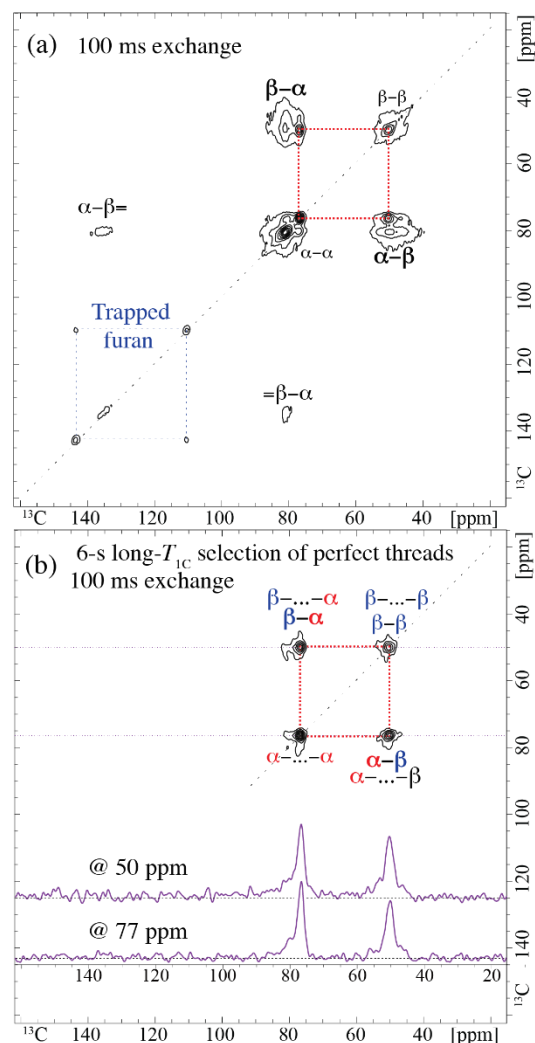 (a) 100 ms exchange
[ppm]
β–α
β–β
40
60
α–β=
α–α
α–β
80
100
Trapped
furan
=β–α
120
140
¹³C
¹³C 140 120 100 80 60 40 [ppm]
6-s long-T₁C selection of perfect threads
(b) 100 ms exchange
[ppm]
β–...–α β–...–β
β–α β–β
40
60
α–...–α α–β
α–...–β
80
100
@ 50 ppm
120
@ 77 ppm
140
140 120 100 80 60 40 20
¹³C
¹³C [ppm]